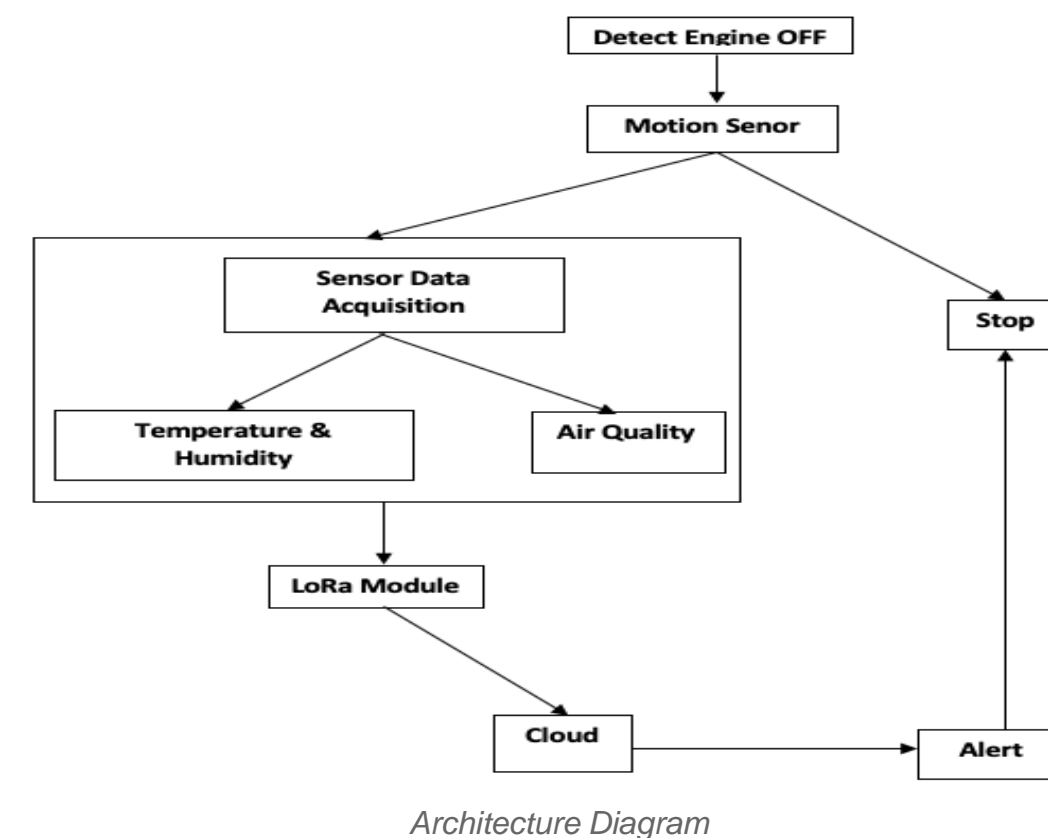 Detect Engine OFF
Motion Senor
Sensor Data
Acquisition
Stop
Temperature &
Humidity
Air Quality
LoRa Module
Cloud
Alert
Architecture Diagram